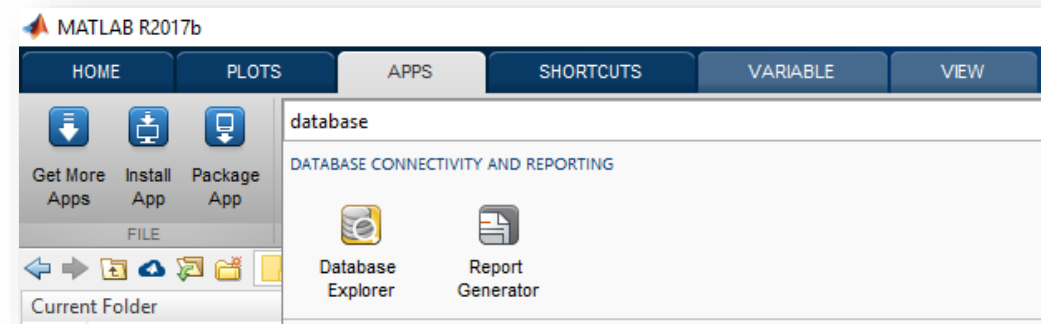 MATLAB R2017b
HOME PLOTS APPS SHORTCUTS VARIABLE VIEW
database
DATABASE CONNECTIVITY AND REPORTING
Get More Apps
Install App
Package App
FILE
Database Explorer
Report Generator
Current Folder